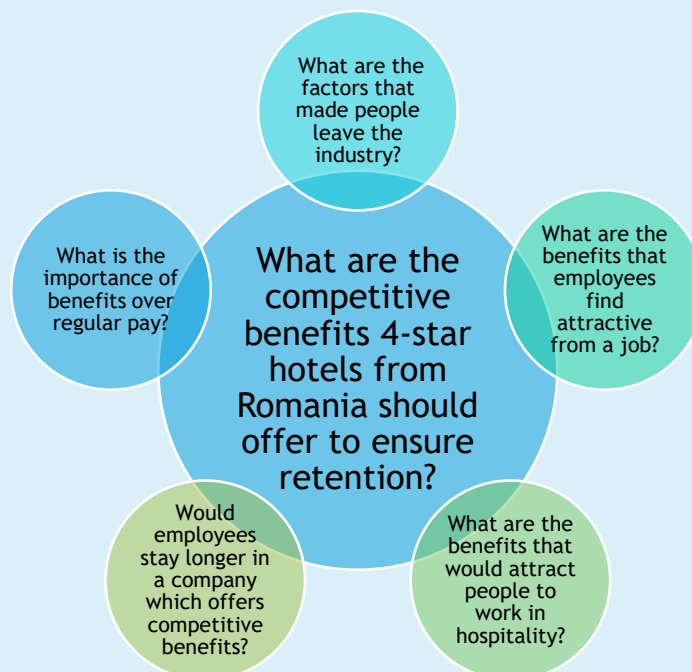 What are the
factors that
made people
leave the
industry?
What is the
importance of
benefits over
regular pay?
What are the
competitive
benefits 4-star
hotels from
Romania should
offer to ensure
retention?
What are the
benefits that
employees
find
attractive
from a job?
Would
employees
stay longer in
a company
which offers
competitive
benefits?
What are the
benefits that
would attract
people to
work in
hospitality?